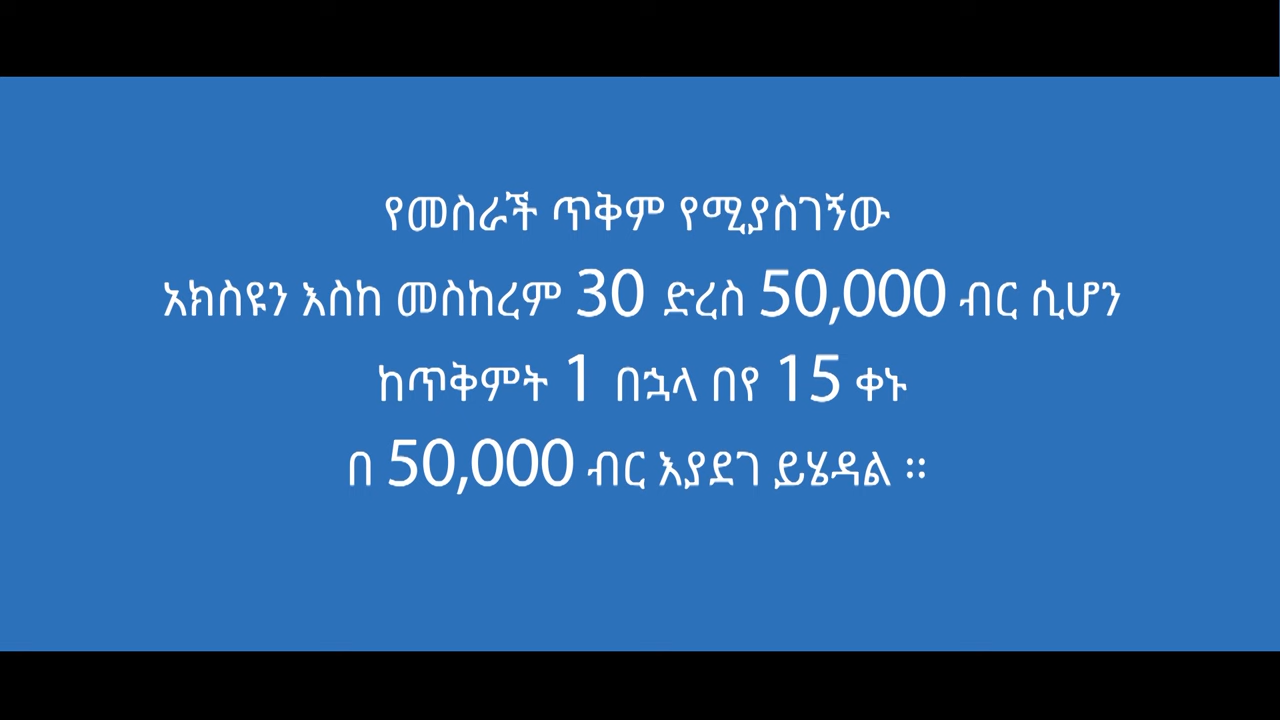 የመስራች ጥቅም የሚያስገኝው
አክስዩን እስከ መስከረም 30 ድረስ 50,000 ብር ሲሆን
ከጥቅምት 1 በኋላ በየ 15 ቀኑ
በ 50,000 ብር እያደገ ይሄዳል ።